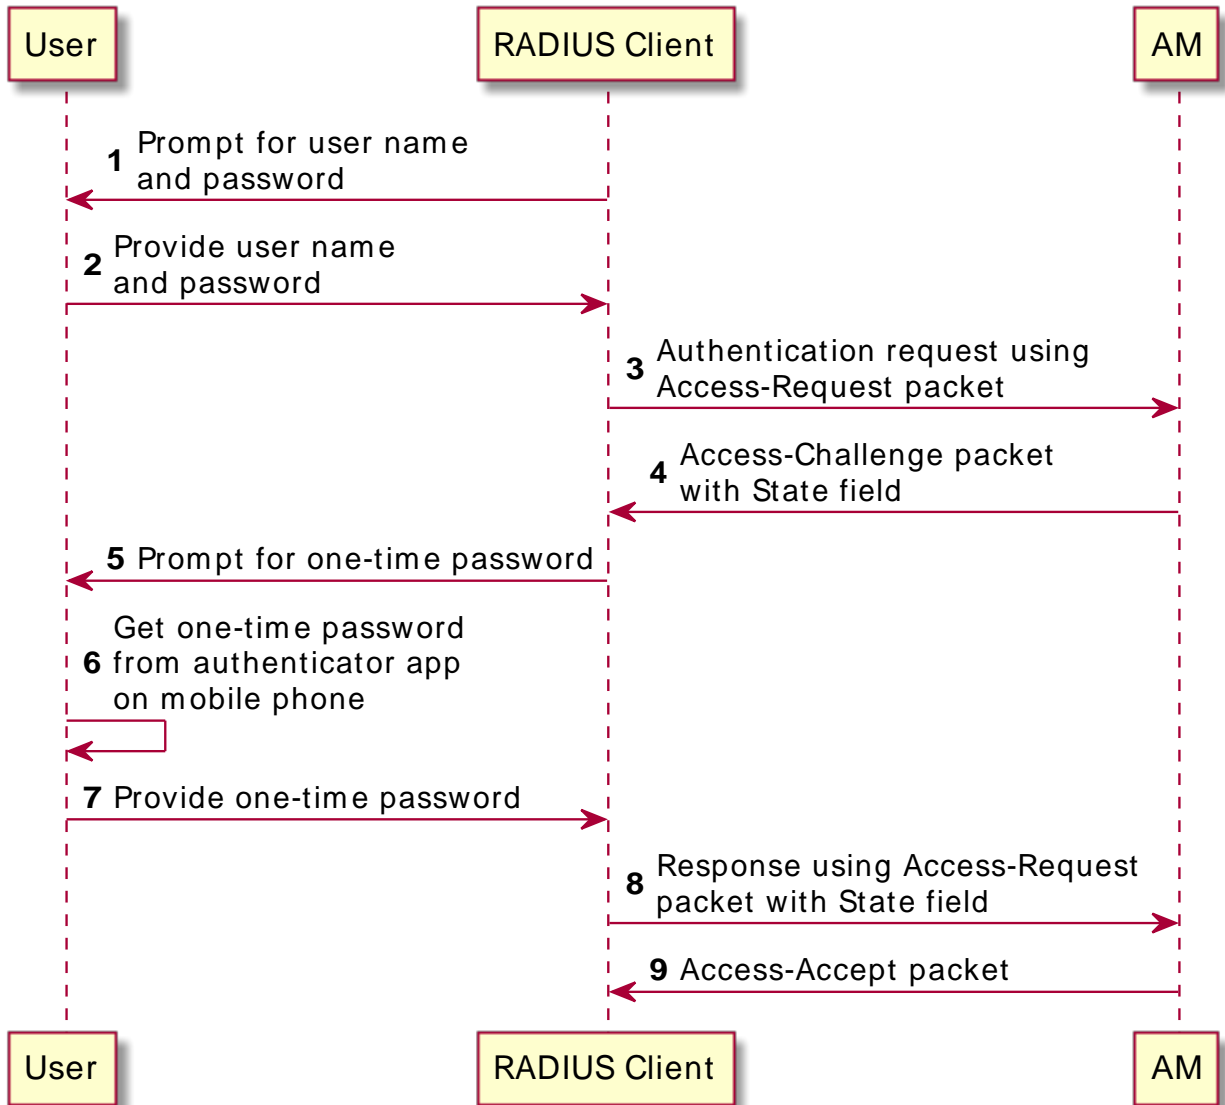 User
RADIUS Client
AM
1 Prompt for user name
and password
2 Provide user name
and password
3 Authentication request using
Access-Request packet
4 Access-Challenge packet
with State field
5 Prompt for one-time password
Get one-time password
6 from authenticator app
on mobile phone
7 Provide one-time password
8 Response using Access-Request
packet with State field
9 Access-Accept packet
User
RADIUS Client
AM